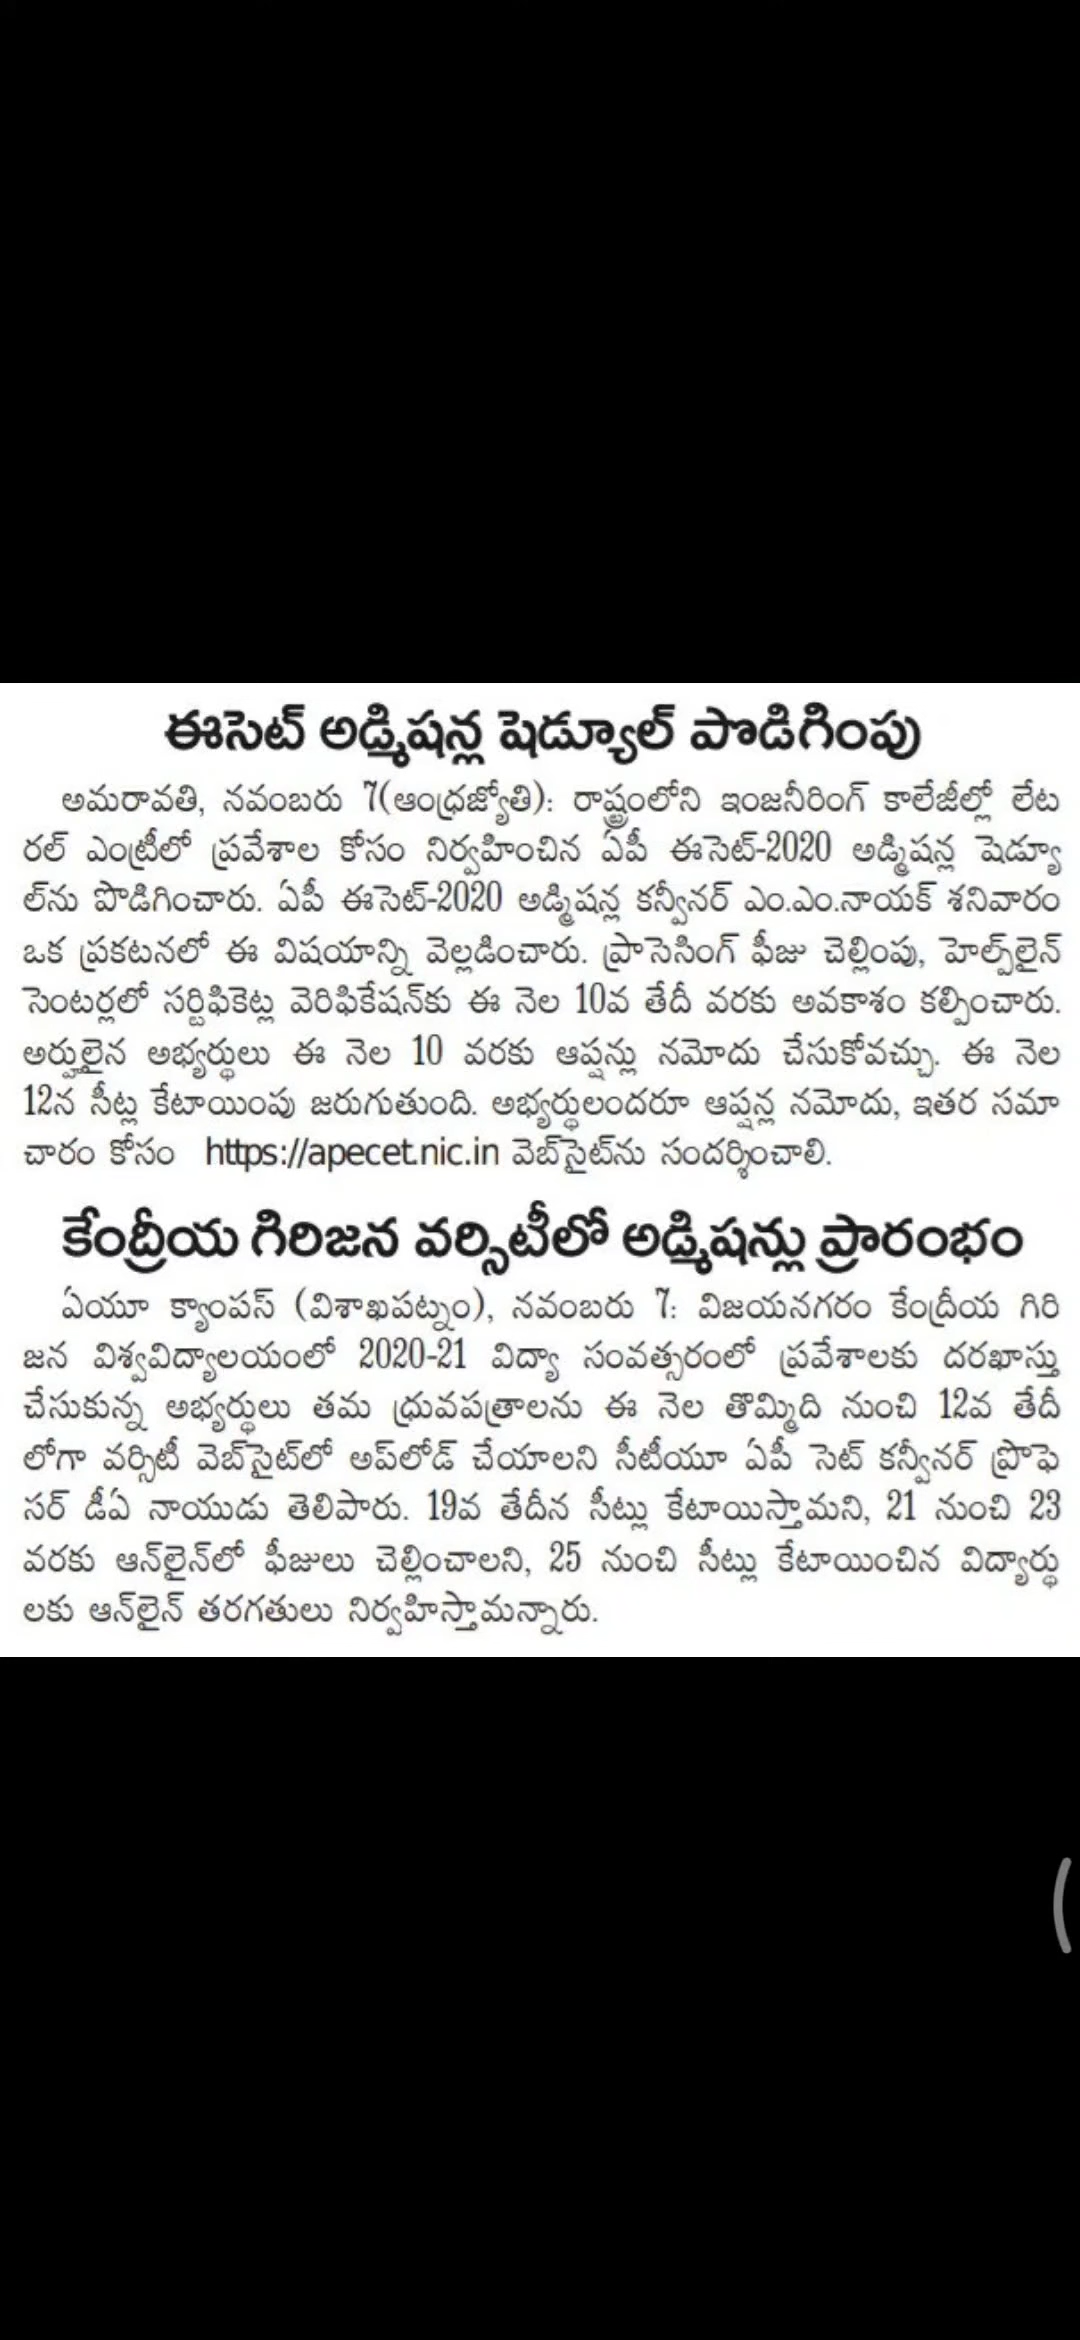 ఈసెట్ అడ్మిషన్ల షెడ్యూల్ పొడిగింపు
అమరావతి, నవంబరు 7(ఆంధ్రజ్యోతి): రాష్ట్రంలోని ఇంజనీరింగ్ కాలేజీల్లో లేట
రల్ ఎంట్రీలో ప్రవేశాల కోసం నిర్వహించిన ఏపీ ఈసెట్-2020 అడ్మిషన్ల షెడ్యూ
ల్‌ను పొడిగించారు. ఏపీ ఈసెట్-2020 అడ్మిషన్ల కన్వీనర్ ఎం.ఎం.నాయక్ శనివారం
ఒక ప్రకటనలో ఈ విషయాన్ని వెల్లడించారు. ప్రాసెసింగ్ ఫీజు చెల్లింపు, హెల్ప్‌లైన్
సెంటర్లలో సర్టిఫికెట్ల వెరిఫికేషన్‌కు ఈ నెల 10వ తేదీ వరకు అవకాశం కల్పించారు.
అర్హులైన అభ్యర్థులు ఈ నెల 10 వరకు ఆప్షన్లు నమోదు చేసుకోవచ్చు. ఈ నెల
12న సీట్ల కేటాయింపు జరుగుతుంది. అభ్యర్థులందరూ ఆప్షన్ల నమోదు, ఇతర సమా
చారం కోసం https://apecet.nic.in వెబ్‌సైట్‌ను సందర్శించాలి.
కేంద్రీయ గిరిజన వర్సిటీలో అడ్మిషన్లు ప్రారంభం
ఏయూ క్యాంపస్ (విశాఖపట్నం), నవంబరు 7: విజయనగరం కేంద్రీయ గిరి
జన విశ్వవిద్యాలయంలో 2020-21 విద్యా సంవత్సరంలో ప్రవేశాలకు దరఖాస్తు
చేసుకున్న అభ్యర్థులు తమ ధ్రువపత్రాలను ఈ నెల తొమ్మిది నుంచి 12వ తేదీ
లోగా వర్సిటీ వెబ్‌సైట్‌లో అప్‌లోడ్ చేయాలని సీటీయూ ఏపీ సెట్ కన్వీనర్ ప్రొఫె
సర్ డీఏ నాయుడు తెలిపారు. 19వ తేదీన సీట్లు కేటాయిస్తామని, 21 నుంచి 23
వరకు ఆన్‌లైన్‌లో ఫీజులు చెల్లించాలని, 25 నుంచి సీట్లు కేటాయించిన విద్యార్థు
లకు ఆన్‌లైన్ తరగతులు నిర్వహిస్తామన్నారు.